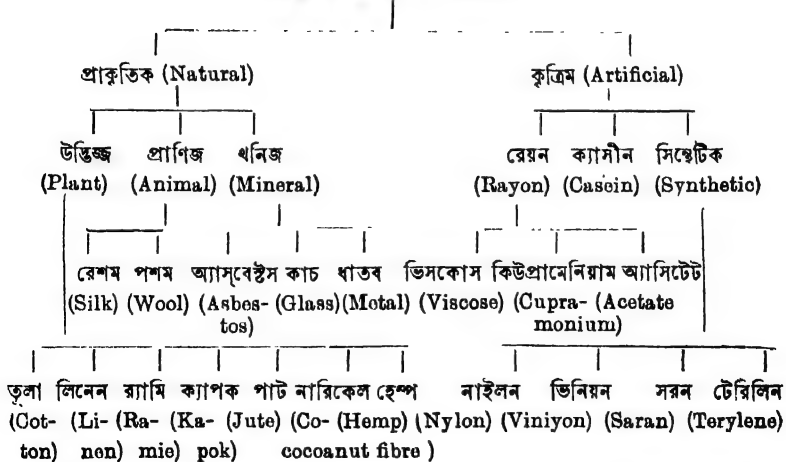 প্রাকৃতিক (Natural) কৃত্রিম (Artificial)
উদ্ভিজ্জ প্রাণিজ খনিজ রেয়ন ক্যাসীন সিন্থেটিক
(Plant) (Animal) (Mineral) (Rayon) (Casein) (Synthetic)
রেশম পশম অ্যাস্‌বেষ্টস কাচ ধাতব ভিসকোস কিউপ্রামোনিয়াম অ্যাসিটেট
(Silk) (Wool) (Asbes- (Glass) (Motal) (Viscose) (Cupra- (Acetate
tos) monium)
তুলা লিনেন র‍্যামি ক্যাপক পাট নারিকেল হেম্প নাইলন ভিনিয়ন সরন টেরিলিন
(Cot- (Li- (Ra- (Ka- (Jute) (Co- (Hemp) (Nylon) (Viniyon) (Saran) (Terylene)
ton) nen) mie) pok) cocoanut fibre )